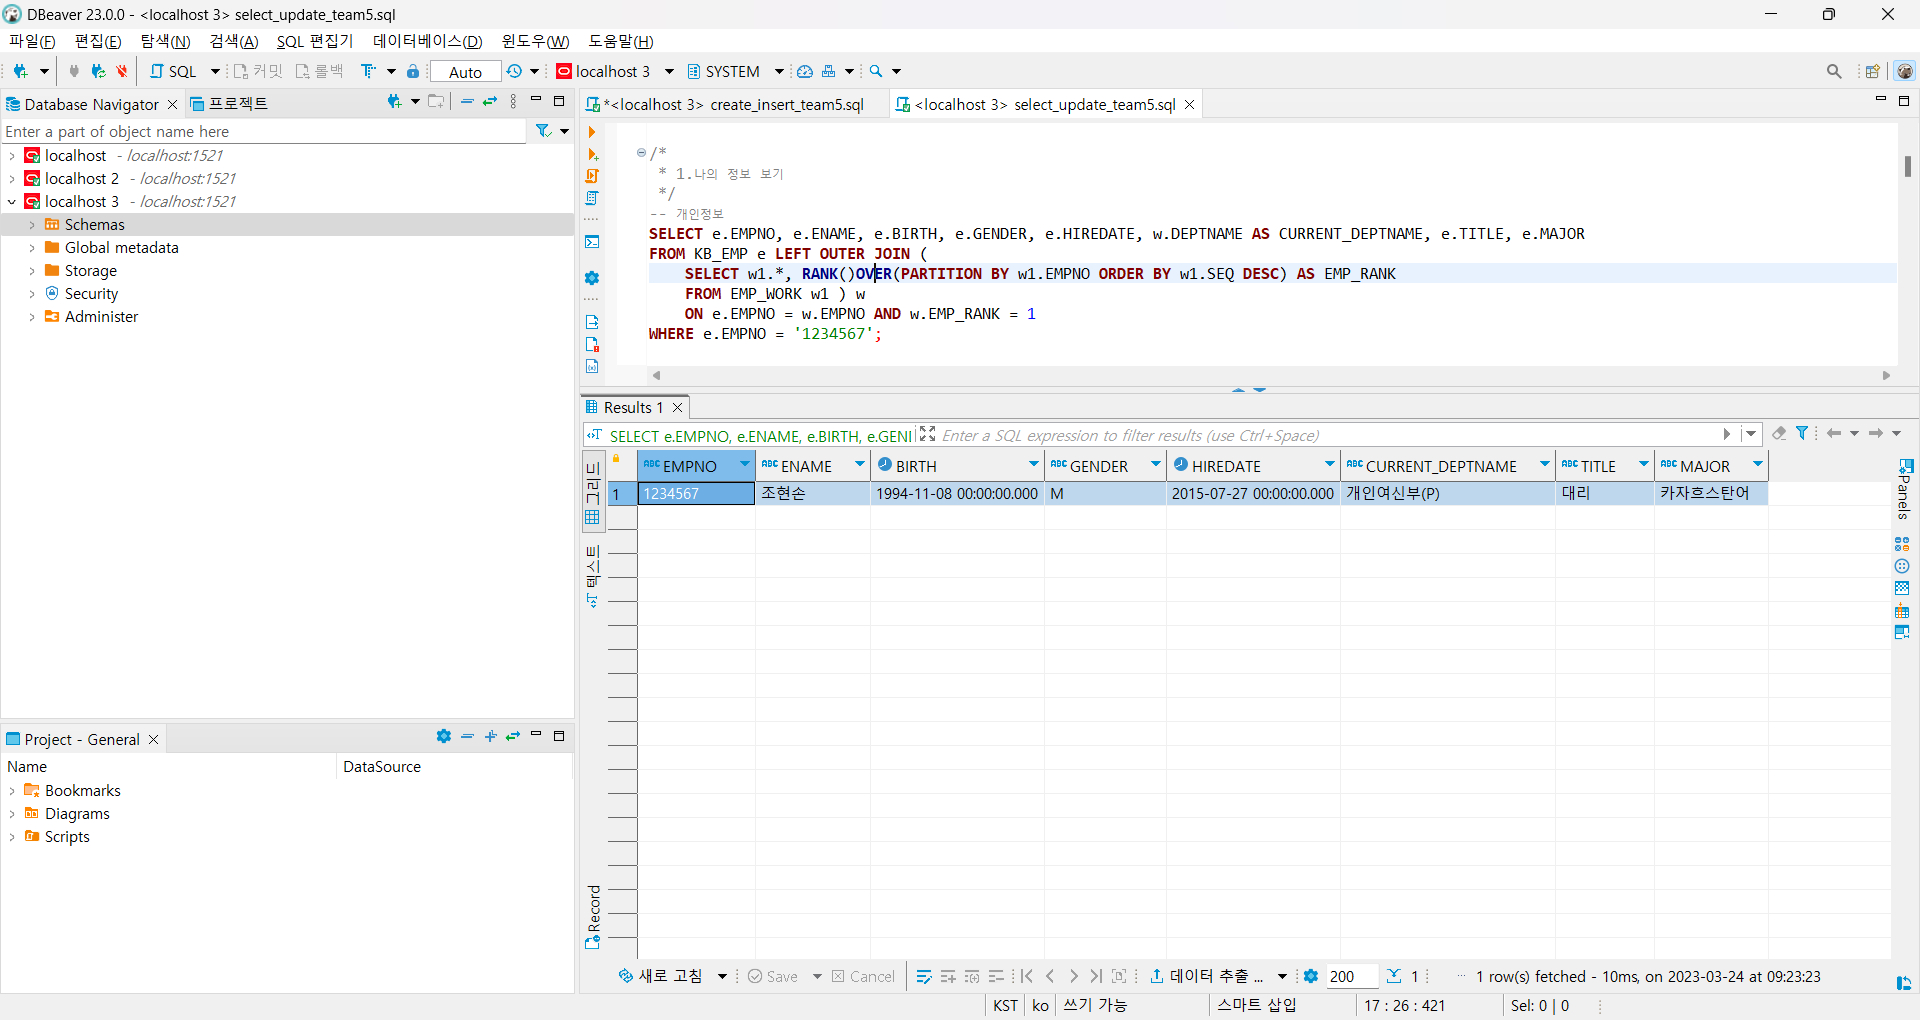 DBeaver 23.0.0 - <localhost 3> select_update_team5.sql
파일(F) 편집(E) 탐색(N) 검색(A) SQL 편집기 데이터베이스(D) 윈도우(W) 도움말(H)
SQL 커밋 롤백 Auto localhost 3 SYSTEM
Database Navigator 프로젝트
Enter a part of object name here
localhost - localhost:1521
localhost 2 - localhost:1521
localhost 3 - localhost:1521
Schemas
Global metadata
Storage
Security
Administer
Project - General
Name DataSource
Bookmarks
Diagrams
Scripts
*<localhost 3> create_insert_team5.sql <localhost 3> select_update_team5.sql
/*
* 1.나의 정보 보기
*/
-- 개인정보
SELECT e.EMPNO, e.ENAME, e.BIRTH, e.GENDER, e.HIREDATE, w.DEPTNAME AS CURRENT_DEPTNAME, e.TITLE, e.MAJOR
FROM KB_EMP e LEFT OUTER JOIN (
SELECT w1.*, RANK()OVER(PARTITION BY w1.EMPNO ORDER BY w1.SEQ DESC) AS EMP_RANK
FROM EMP_WORK w1 ) w
ON e.EMPNO = w.EMPNO AND w.EMP_RANK = 1
WHERE e.EMPNO = '1234567';
Results 1
SELECT e.EMPNO, e.ENAME, e.BIRTH, e.GENI Enter a SQL expression to filter results (use Ctrl+Space)
ABC EMPNO ABC ENAME BIRTH ABC GENDER HIREDATE ABC CURRENT_DEPTNAME ABC TITLE ABC MAJOR
1 1234567 조현손 1994-11-08 00:00:00.000 M 2015-07-27 00:00:00.000 개인여신부(P) 대리 카자흐스탄어
그리드
텍스트
Record
Panels
새로 고침 Save Cancel 데이터 추출 ... 200 1 ... 1 row(s) fetched - 10ms, on 2023-03-24 at 09:23:23
KST ko 쓰기 가능 스마트 삽입 17 : 26 : 421 Sel: 0 | 0